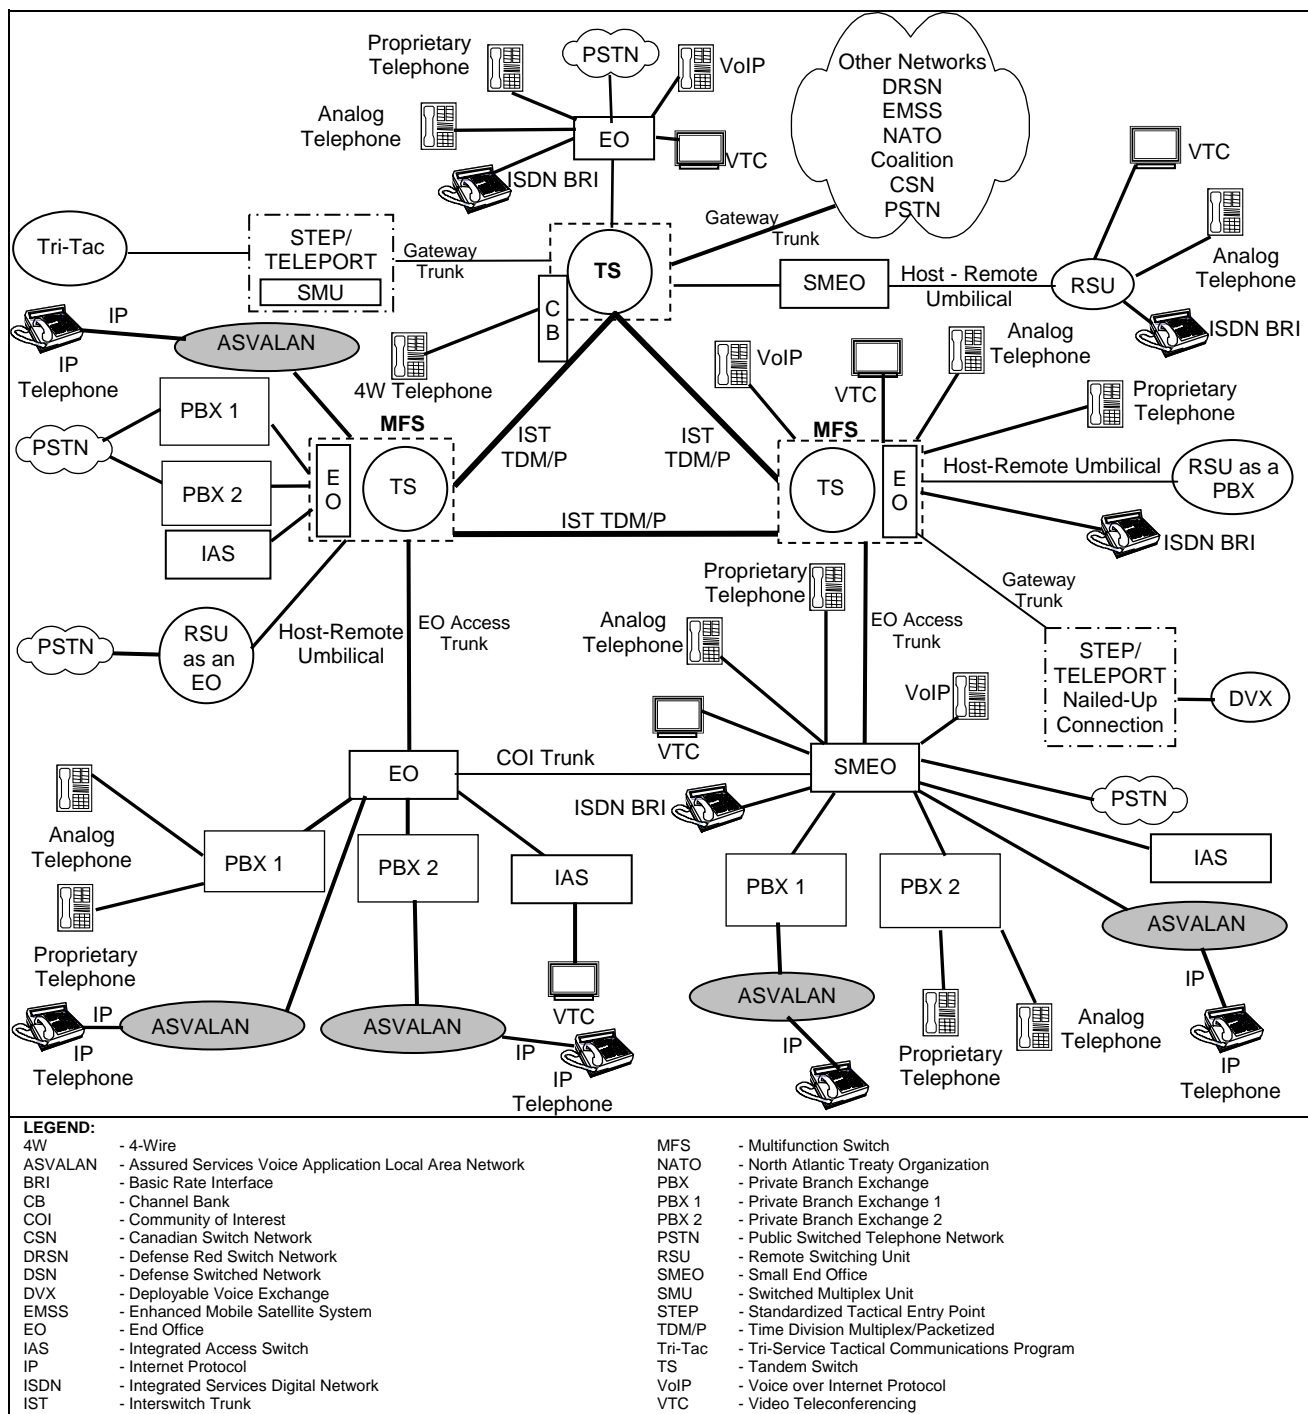 Proprietary
Telephone
PSTN
VoIP
Other Networks
DRSN
EMSS
NATO
Coalition
CSN
PSTN
Analog
Telephone
EO
VTC
ISDN BRI
VTC
Gateway
Trunk
Analog
Telephone
Tri-Tac
STEP/
TELEPORT
SMU
Gateway
Trunk
TS
C
B
SMEO
Host - Remote
Umbilical
RSU
ISDN BRI
IP
IP
Telephone
ASVALAN
4W Telephone
VoIP
VTC
Analog
Telephone
Proprietary
Telephone
PBX 1
PSTN
PBX 2
IAS
MFS
E
O
TS
IST
TDM/P
IST
TDM/P
IST TDM/P
MFS
TS
E
O
Host-Remote Umbilical
RSU as a
PBX
ISDN BRI
PSTN
RSU
as an
EO
Host-Remote
Umbilical
EO Access
Trunk
Proprietary
Telephone
Analog
Telephone
EO Access
Trunk
Gateway
Trunk
STEP/
TELEPORT
Nailed-Up
Connection
DVX
VTC
VoIP
EO
COI Trunk
SMEO
ISDN BRI
PSTN
IAS
Analog
Telephone
PBX 1
PBX 2
IAS
PBX 1
PBX 2
ASVALAN
Proprietary
Telephone
IP
IP
Telephone
ASVALAN
ASVALAN
VTC
IP
IP
Telephone
ASVALAN
IP
Proprietary
Telephone
Analog
Telephone
IP
IP
Telephone
LEGEND:
4W - 4-Wire
ASVALAN - Assured Services Voice Application Local Area Network
BRI - Basic Rate Interface
CB - Channel Bank
COI - Community of Interest
CSN - Canadian Switch Network
DRSN - Defense Red Switch Network
DSN - Defense Switched Network
DVX - Deployable Voice Exchange
EMSS - Enhanced Mobile Satellite System
EO - End Office
IAS - Integrated Access Switch
IP - Internet Protocol
ISDN - Integrated Services Digital Network
IST - Interswitch Trunk
MFS - Multifunction Switch
NATO - North Atlantic Treaty Organization
PBX - Private Branch Exchange
PBX 1 - Private Branch Exchange 1
PBX 2 - Private Branch Exchange 2
PSTN - Public Switched Telephone Network
RSU - Remote Switching Unit
SMEO - Small End Office
SMU - Switched Multiplex Unit
STEP - Standardized Tactical Entry Point
TDM/P - Time Division Multiplex/Packetized
Tri-Tac - Tri-Service Tactical Communications Program
TS - Tandem Switch
VoIP - Voice over Internet Protocol
VTC - Video Teleconferencing